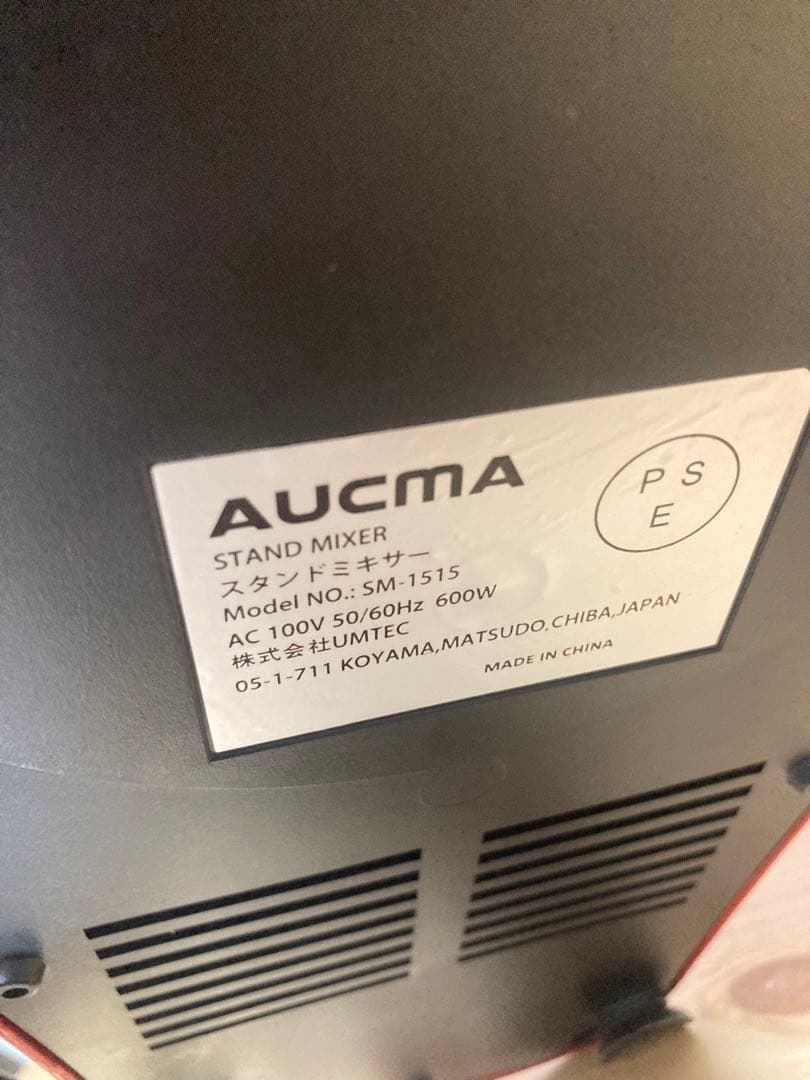 AUCMA
P S
E
STAND MIXER
スタンドミキサー
Model NO.: SM-1515
AC 100V 50/60Hz 600W
株式会社UMTEC
05-1-711 KOYAMA,MATSUDO,CHIBA,JAPAN
MADE IN CHINA